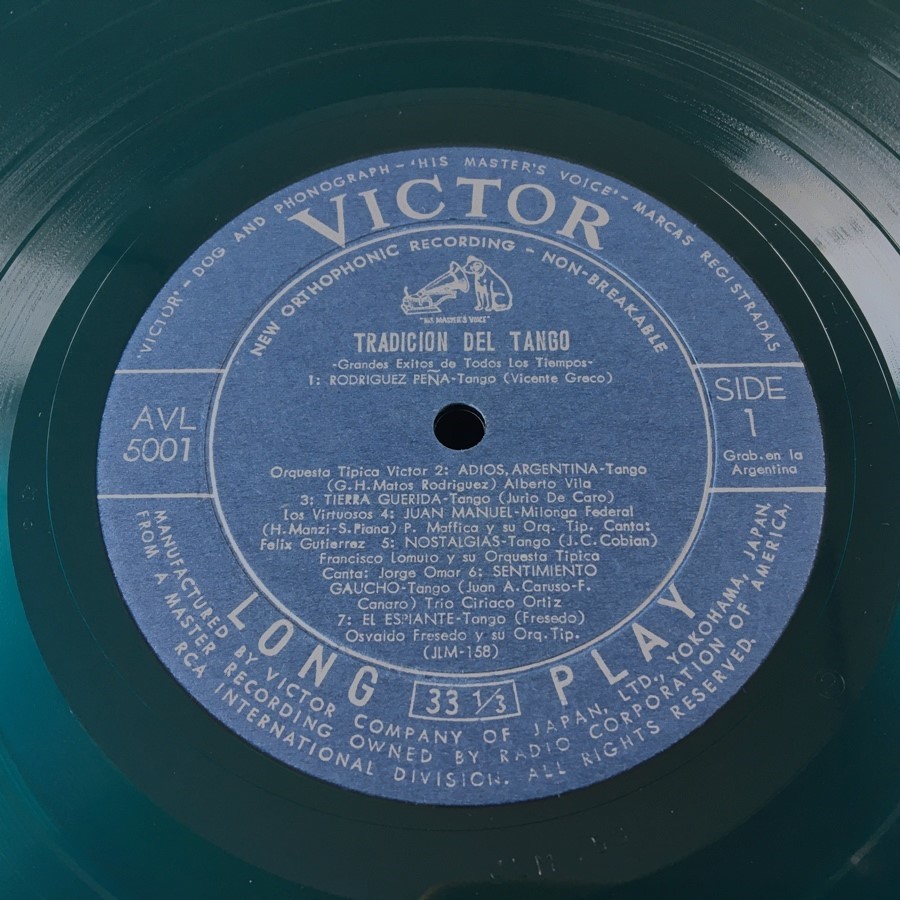 'VICTOR' - DOG AND PHONOGRAPH - 'HIS MASTER'S VOICE' - MARCAS REGISTRADAS
VICTOR
NEW ORTHOPHONIC RECORDING - NON-BREAKABLE
"HIS MASTER'S VOICE"
TRADICION DEL TANGO
-Grandes Exitos de Todos Los Tiempos-
1: RODRIGUEZ PEÑA-Tango (Vicente Greco)
AVL
5001
SIDE
1
Grab. en la
Argentina
Orquesta Tipica Victor 2: ADIOS, ARGENTINA-Tango
(G.H. Matos Rodriguez) Alberto Vila
3: TIERRA GUERIDA-Tango (Jurio De Caro)
Los Virtuosos 4: JUAN MANUEL-Milonga Federal
(H. Manzi-S. Piana) P. Maffica y su Orq. Tip. Canta:
Felix Gutierrez 5: NOSTALGIAS-Tango (J.C. Cobian)
Francisco Lomuto y su Orquesta Tipica
Canta: Jorge Omar 6: SENTIMIENTO
GAUCHO-Tango (Juan A. Caruso-F.
Canaro) Trio Ciriaco Ortiz
7: EL ESPIANTE-Tango (Fresedo)
Osvaldo Fresedo y su Orq. Tip.
(JLM-158)
LONG 33 1/3 PLAY
MANUFACTURED BY VICTOR COMPANY OF JAPAN, LTD., YOKOHAMA, JAPAN,
FROM A MASTER RECORDING OWNED BY RADIO CORPORATION OF AMERICA,
RCA INTERNATIONAL DIVISION. ALL RIGHTS RESERVED.